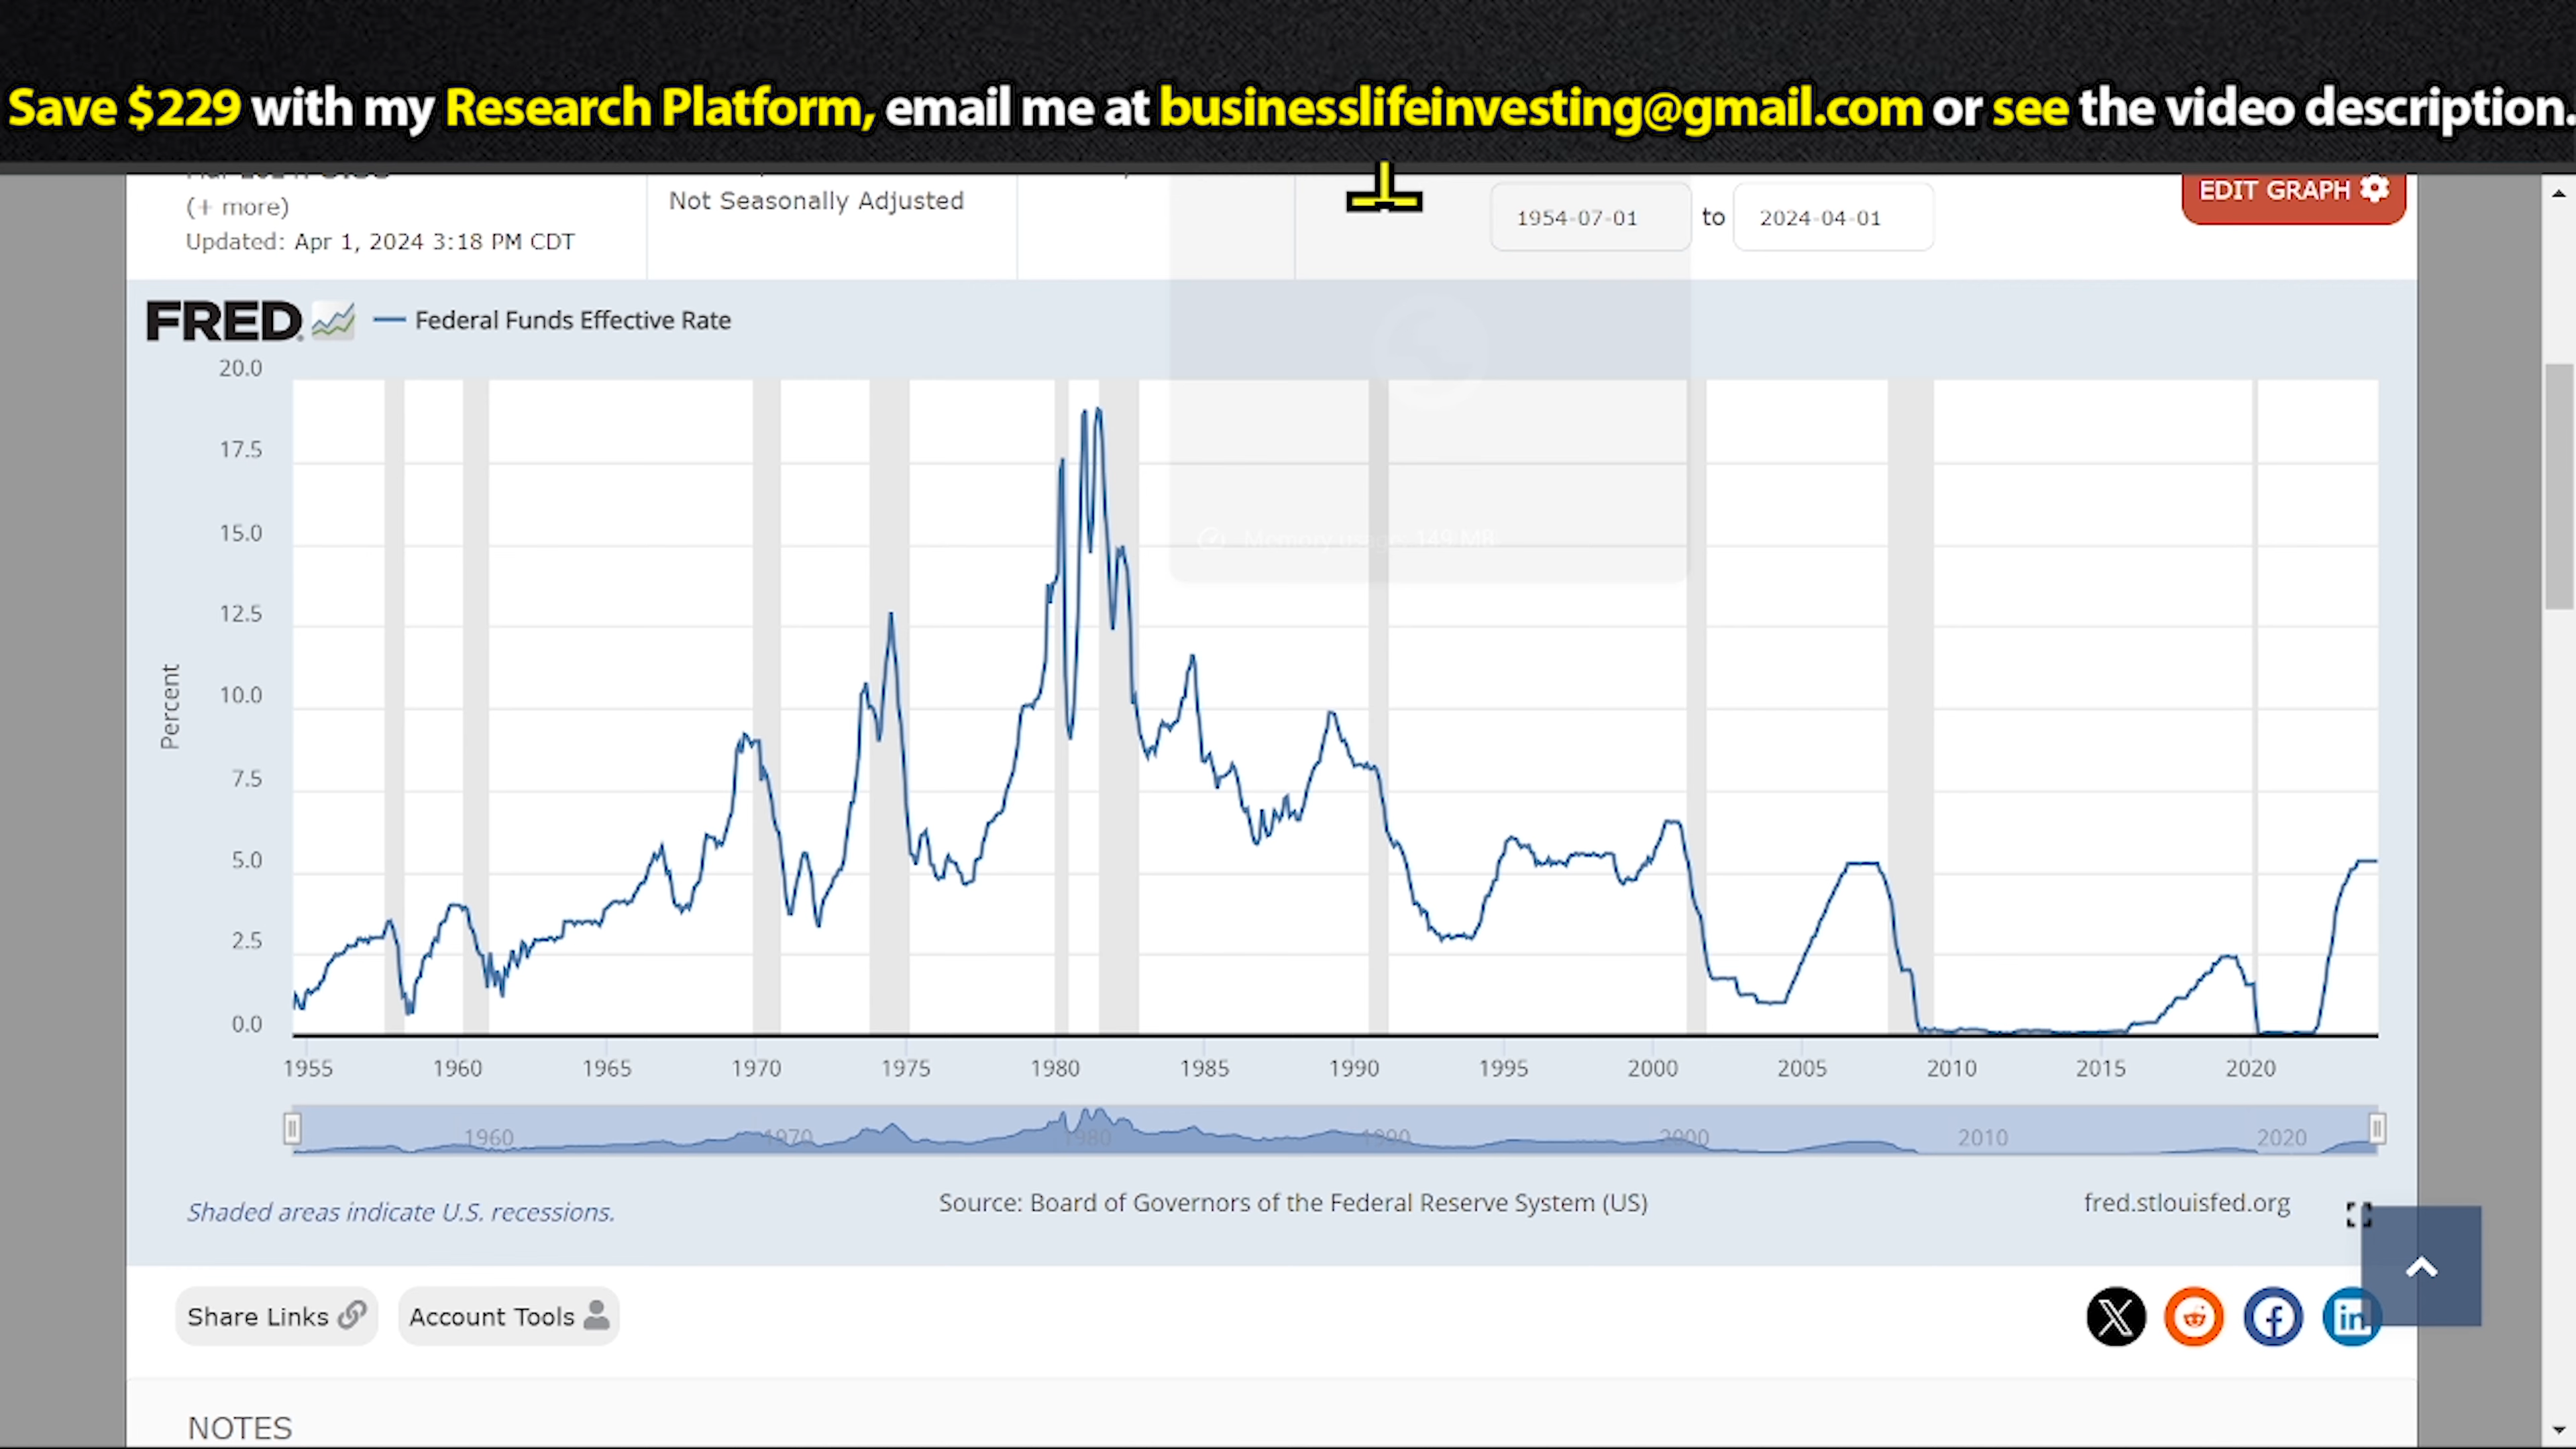 Save $229 with my Research Platform, email me at businesslifeinvesting@gmail.com or see the video description.
(+ more)
Updated: Apr 1, 2024 3:18 PM CDT
Not Seasonally Adjusted
1954-07-01 to 2024-04-01
EDIT GRAPH
FRED
Federal Funds Effective Rate
20.0
17.5
15.0
12.5
10.0
7.5
5.0
2.5
0.0
Percent
Memory usage: 149 MB
1955 1960 1965 1970 1975 1980 1985 1990 1995 2000 2005 2010 2015 2020
1960 1970 1980 1990 2000 2010 2020
Shaded areas indicate U.S. recessions.
Source: Board of Governors of the Federal Reserve System (US)
fred.stlouisfed.org
Share Links
Account Tools
X
f
in
NOTES